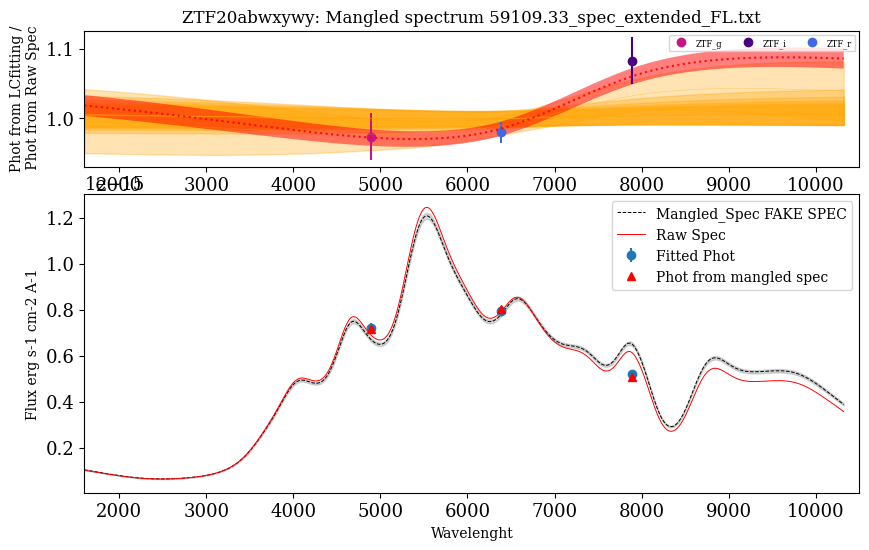 ZTF20abwxywy: Mangled spectrum 59109.33_spec_extended_FL.txt
Phot from LCfitting /
Phot from Raw Spec
1.1
1.0
ZTF_g
ZTF_i
ZTF_r
2000 3000 4000 5000 6000 7000 8000 9000 10000
1e−15
Flux erg s-1 cm-2 A-1
1.2
1.0
0.8
0.6
0.4
0.2
Mangled_Spec FAKE SPEC
Raw Spec
Fitted Phot
Phot from mangled spec
2000 3000 4000 5000 6000 7000 8000 9000 10000
Wavelenght